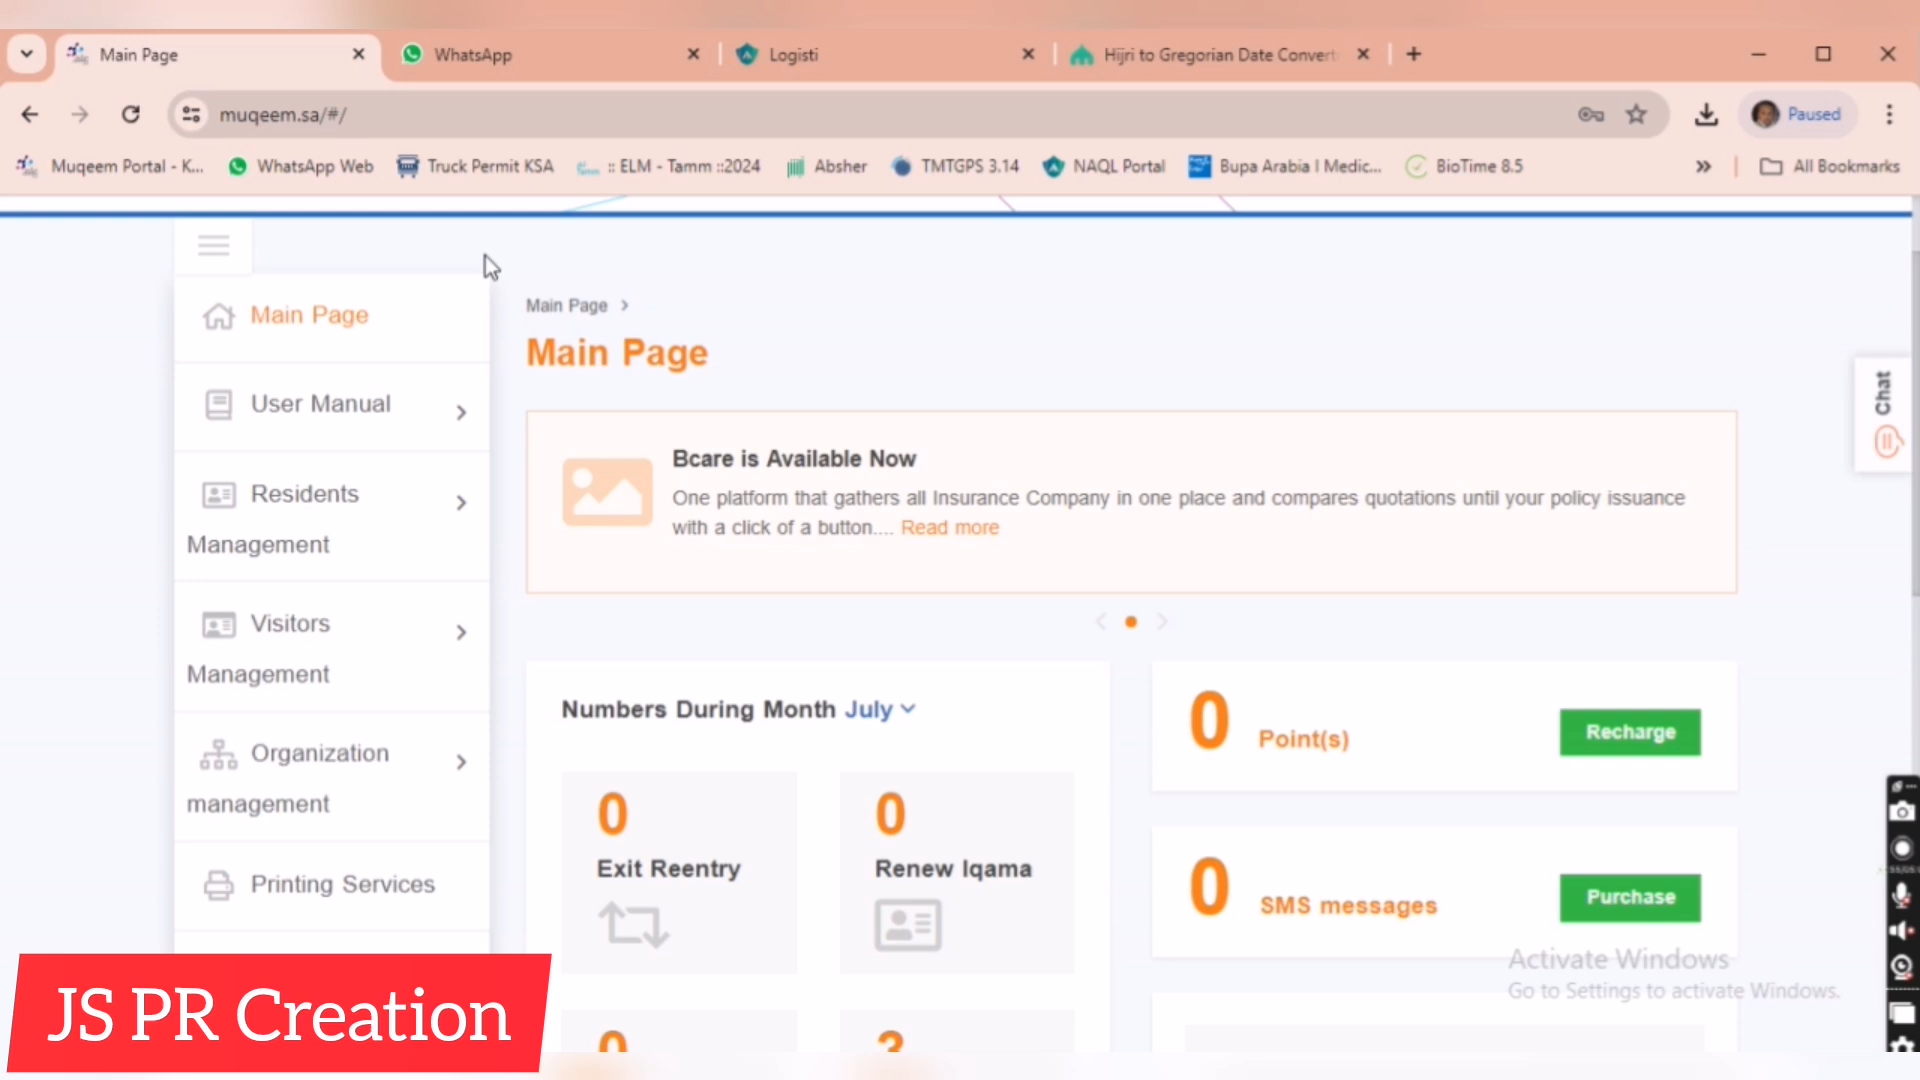 Main Page
WhatsApp
Logisti
Hijri to Gregorian Date Convert
muqeem.sa/#/
Paused
Muqeem Portal - K...
WhatsApp Web
Truck Permit KSA
:: ELM - Tamm ::2024
Absher
TMTGPS 3.14
NAQL Portal
Bupa Arabia I Medic...
BioTime 8.5
All Bookmarks
Main Page
User Manual
Residents
Management
Visitors
Management
Organization
management
Printing Services
Main Page
Main Page
Bcare is Available Now
One platform that gathers all Insurance Company in one place and compares quotations until your policy issuance
with a click of a button.... Read more
Numbers During Month July
0
Exit Reentry
0
Renew Iqama
0
Point(s)
Recharge
0
SMS messages
Purchase
Chat
Activate Windows
Go to Settings to activate Windows.
JS PR Creation